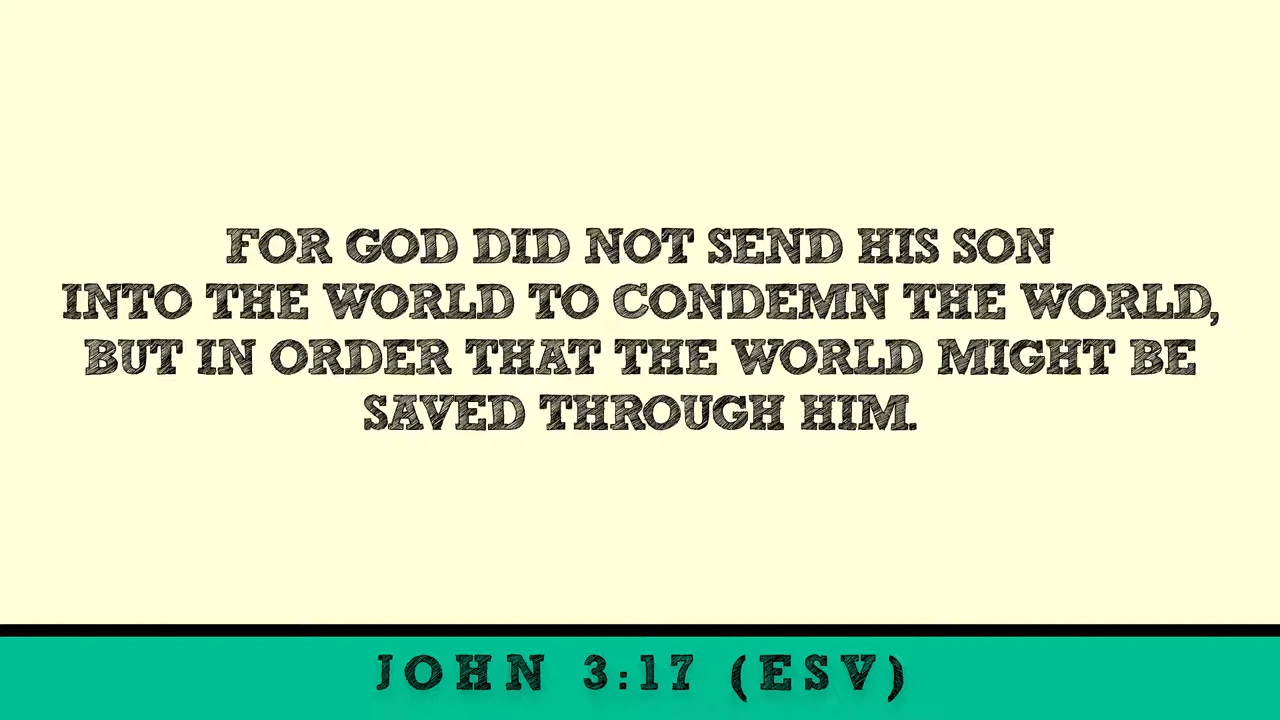 FOR GOD DID NOT SEND HIS SON
INTO THE WORLD TO CONDEMN THE WORLD,
BUT IN ORDER THAT THE WORLD MIGHT BE
SAVED THROUGH HIM.
JOHN 3:17 (ESV)